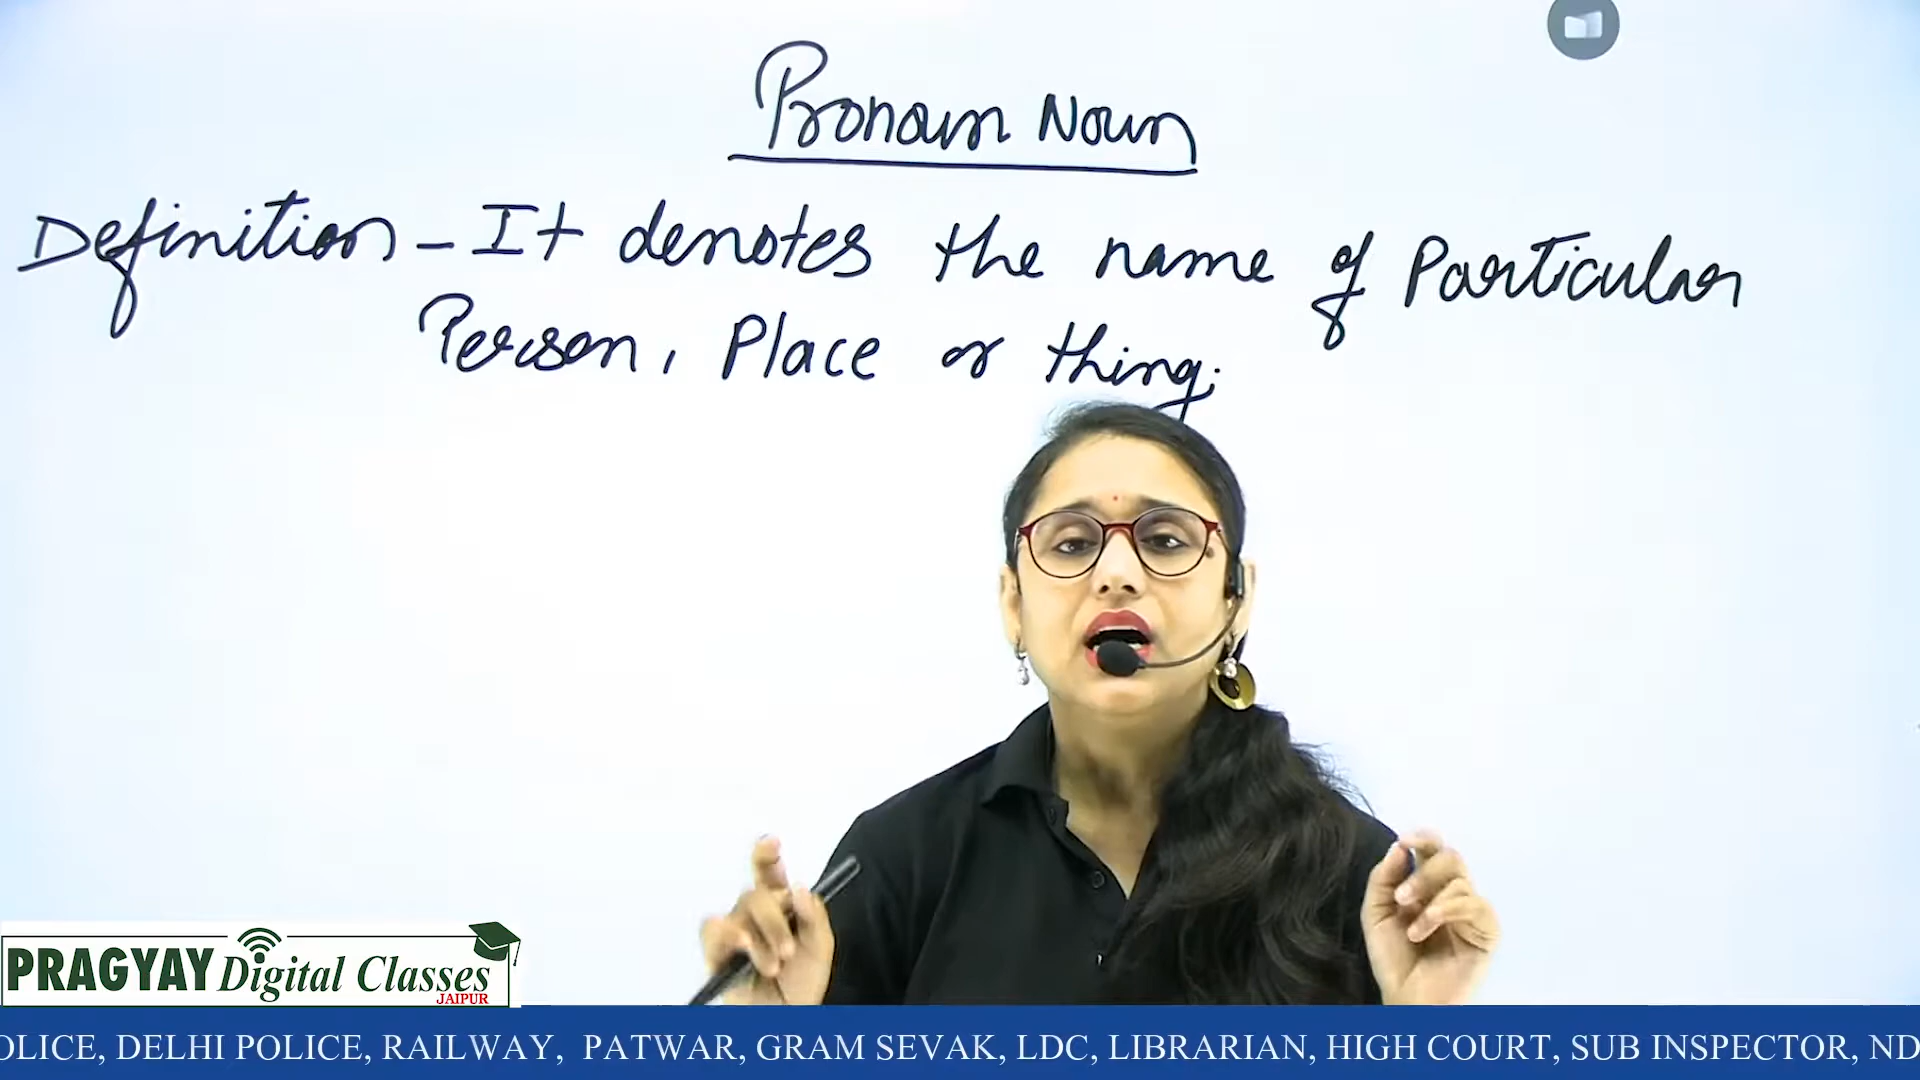 Pronoun Noun
Definition - It denotes the name of Particular
Person, Place or thing.
PRAGYAY Digital Classes
JAIPUR
OLICE, DELHI POLICE, RAILWAY, PATWAR, GRAM SEVAK, LDC, LIBRARIAN, HIGH COURT, SUB INSPECTOR, ND